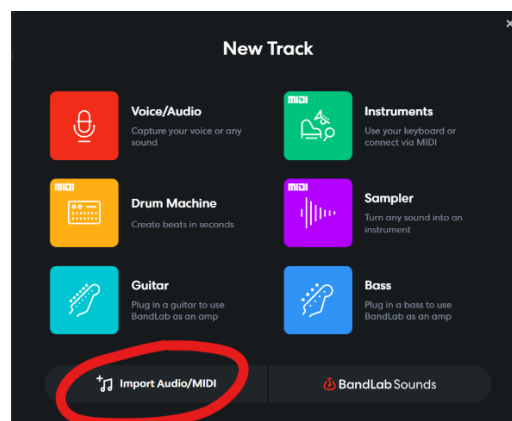 New Track
Voice/Audio
Capture your voice or any
sound
MIDI
Instruments
Use your keyboard or
connect via MIDI
MIDI
Drum Machine
Create beats in seconds
MIDI
Sampler
Turn any sound into an
instrument
Guitar
Plug in a guitar to use
BandLab as an amp
Bass
Plug in a bass to use
BandLab as an amp
Import Audio/MIDI
BandLab Sounds